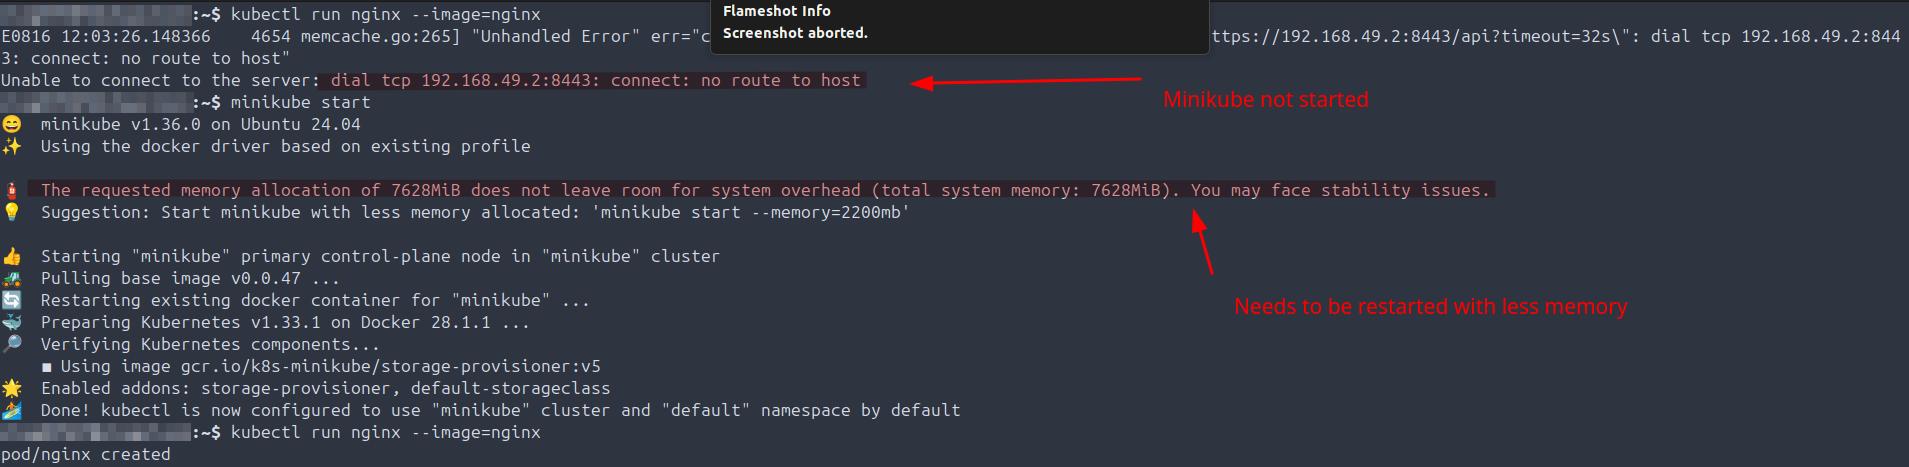 :~$ kubectl run nginx --image=nginx
Flameshot Info
Screenshot aborted.
E0816 12:03:26.148366    4654 memcache.go:265] "Unhandled Error" err="c ttps://192.168.49.2:8443/api?timeout=32s\": dial tcp 192.168.49.2:844
3: connect: no route to host"
Unable to connect to the server: dial tcp 192.168.49.2:8443: connect: no route to host
Minikube not started
:~$ minikube start
minikube v1.36.0 on Ubuntu 24.04
Using the docker driver based on existing profile
The requested memory allocation of 7628MiB does not leave room for system overhead (total system memory: 7628MiB). You may face stability issues.
Suggestion: Start minikube with less memory allocated: 'minikube start --memory=2200mb'
Starting "minikube" primary control-plane node in "minikube" cluster
Pulling base image v0.0.47 ...
Restarting existing docker container for "minikube" ...
Needs to be restarted with less memory
Preparing Kubernetes v1.33.1 on Docker 28.1.1 ...
Verifying Kubernetes components...
■ Using image gcr.io/k8s-minikube/storage-provisioner:v5
Enabled addons: storage-provisioner, default-storageclass
Done! kubectl is now configured to use "minikube" cluster and "default" namespace by default
:~$ kubectl run nginx --image=nginx
pod/nginx created